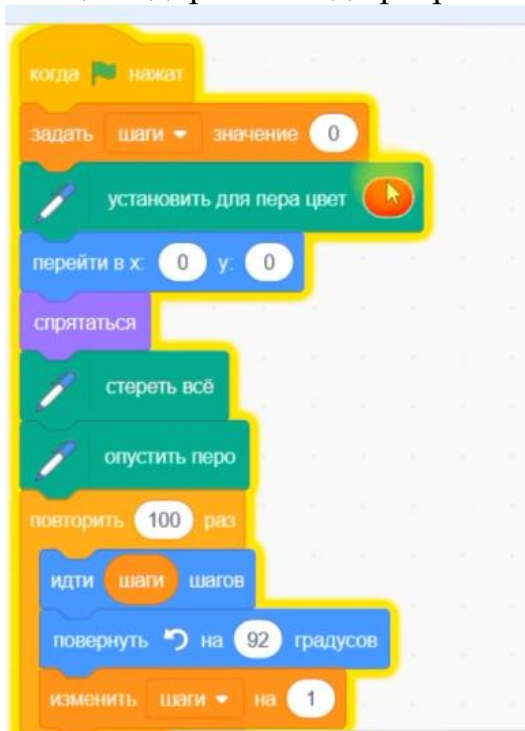 когда нажат
задать шаги значение 0
установить для пера цвет
перейти в x: 0 y: 0
спрятаться
стереть всё
опустить перо
повторить 100 раз
идти шаги шагов
повернуть на 92 градусов
изменить шаги на 1